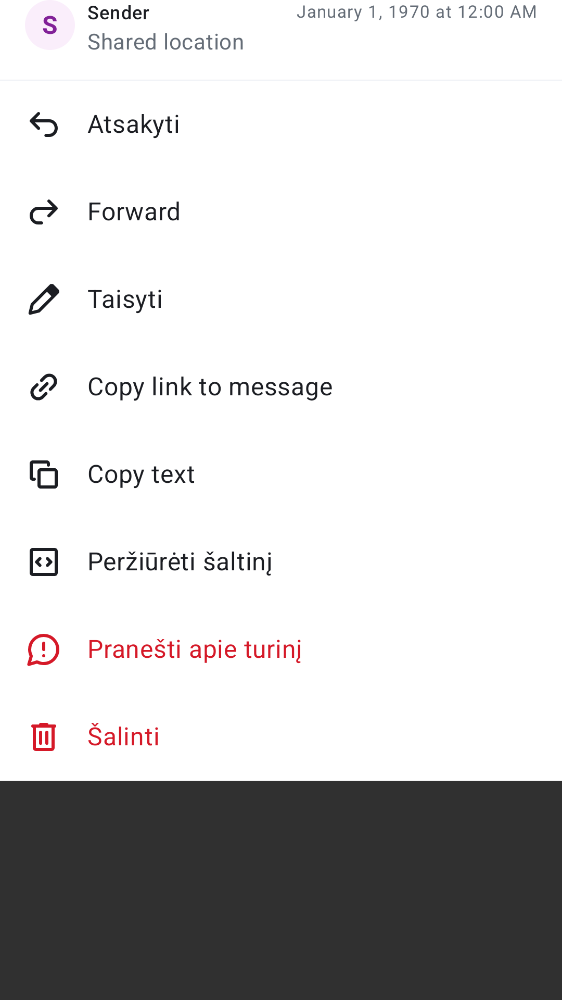 S
Sender
January 1, 1970 at 12:00 AM
Shared location
Atsakyti
Forward
Taisyti
Copy link to message
Copy text
Peržiūrėti šaltinį
Pranešti apie turinį
Šalinti